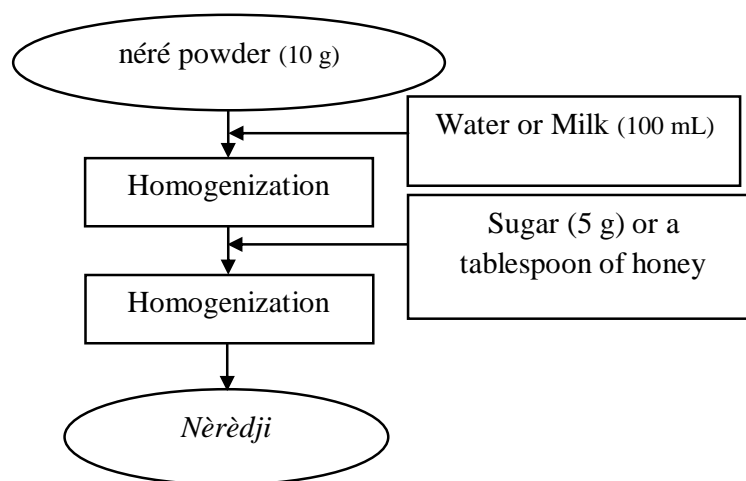 néré powder (10 g)
Water or Milk (100 mL)
Homogenization
Sugar (5 g) or a
tablespoon of honey
Homogenization
Nèrèdji